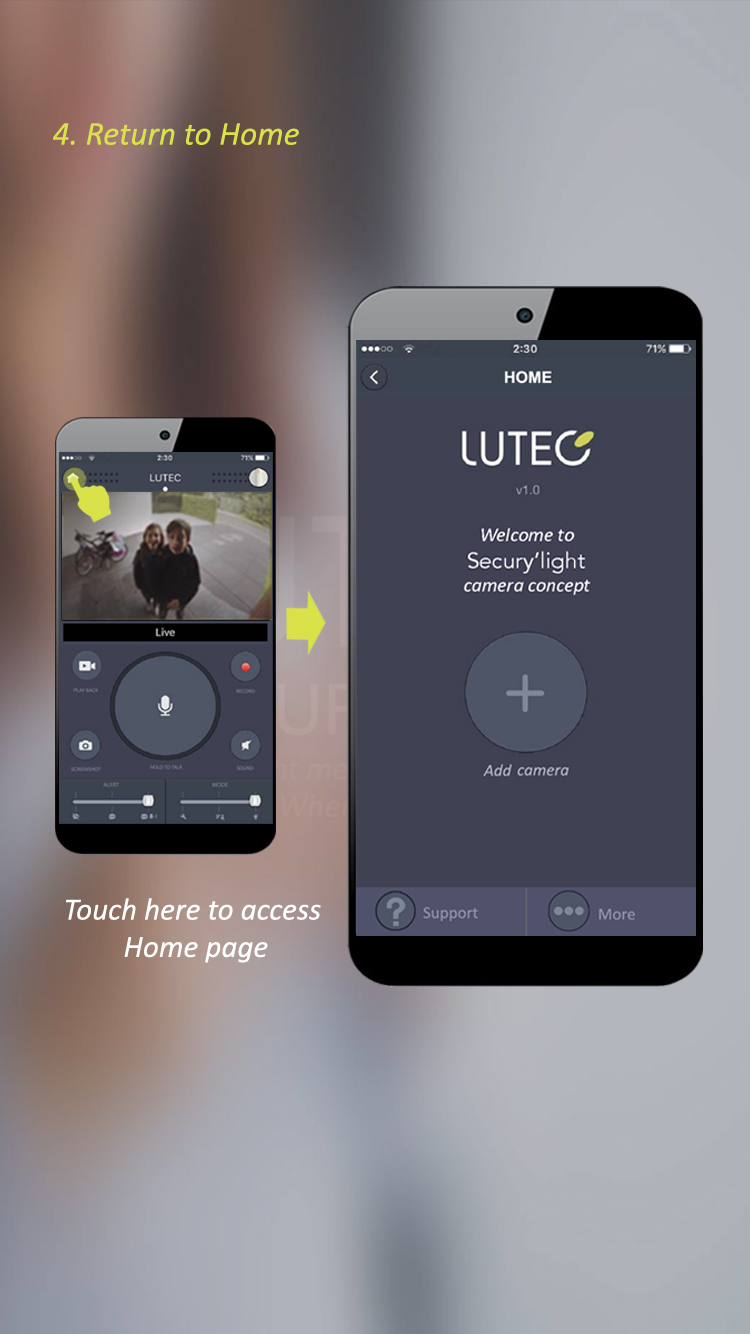 4. Return to Home
2:30
71%
LUTEC
Live
PLAY BACK
RECORD
SCREENSHOT
HOLD TO TALK
SOUND
ALERT
MODE
Touch here to access
Home page
2:30
71%
HOME
LUTEC
v1.0
Welcome to
Secury'light
camera concept
Add camera
Support
More